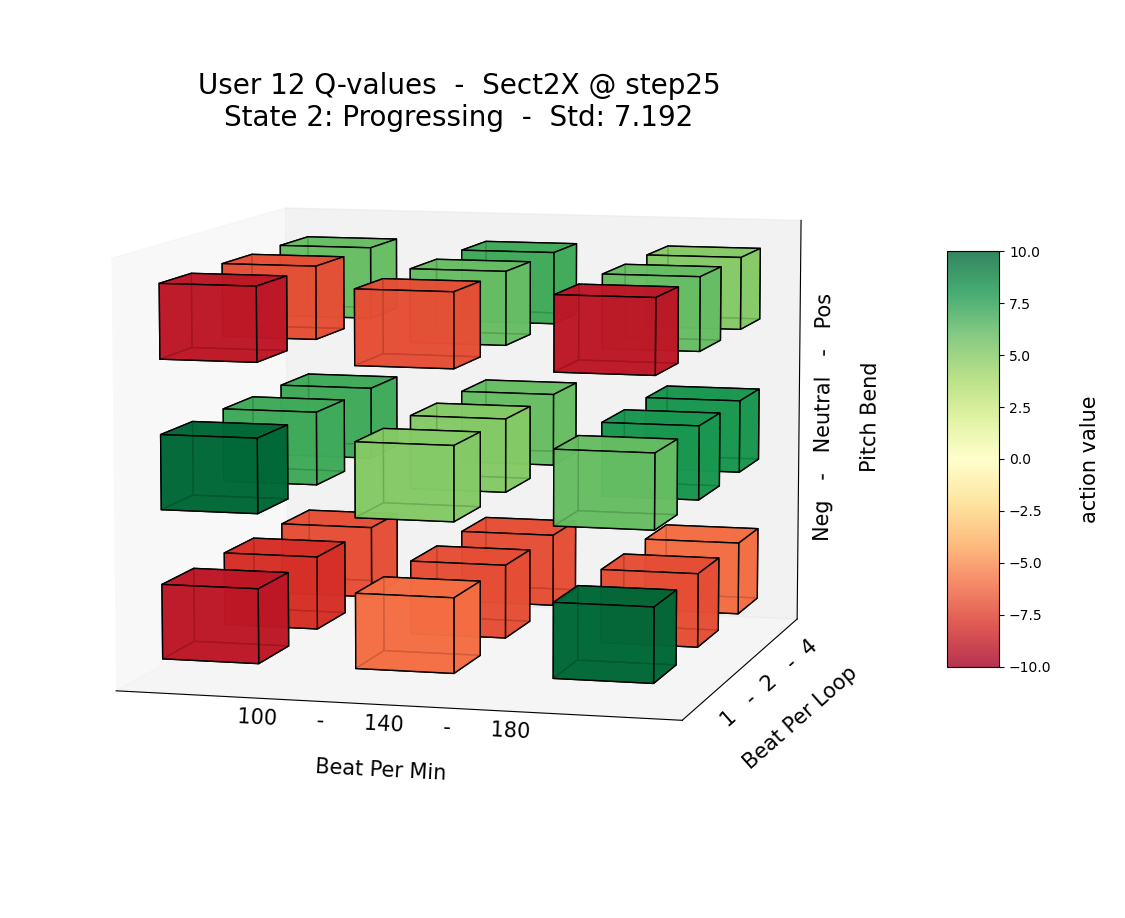 User 12 Q-values  -  Sect2X @ step25
State 2: Progressing  -  Std: 7.192
Neg  -  Neutral  -  Pos
Pitch Bend
100  -  140  -  180
Beat Per Min
1  -  2  -  4
Beat Per Loop
10.0
7.5
5.0
2.5
0.0
−2.5
−5.0
−7.5
−10.0
action value